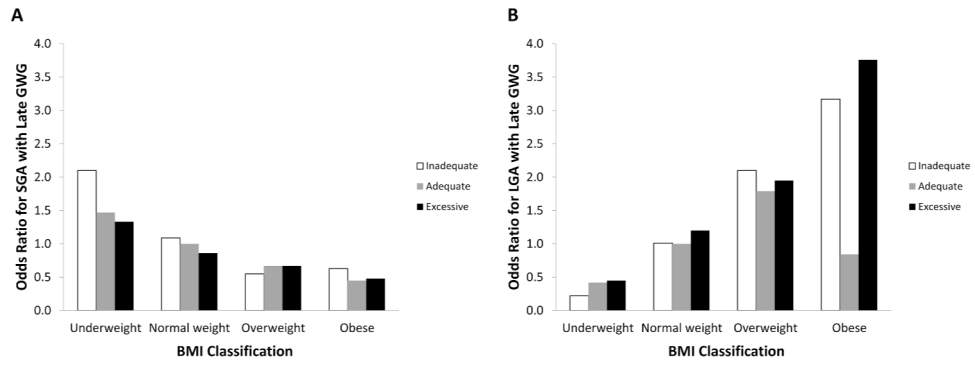 A
Odds Ratio for SGA with Late GWG
4.0
3.5
3.0
2.5
2.0
1.5
1.0
0.5
0.0
Underweight Normal weight Overweight Obese
BMI Classification
Inadequate
Adequate
Excessive
B
Odds Ratio for LGA with Late GWG
4.0
3.5
3.0
2.5
2.0
1.5
1.0
0.5
0.0
Underweight Normal weight Overweight Obese
BMI Classification
Inadequate
Adequate
Excessive